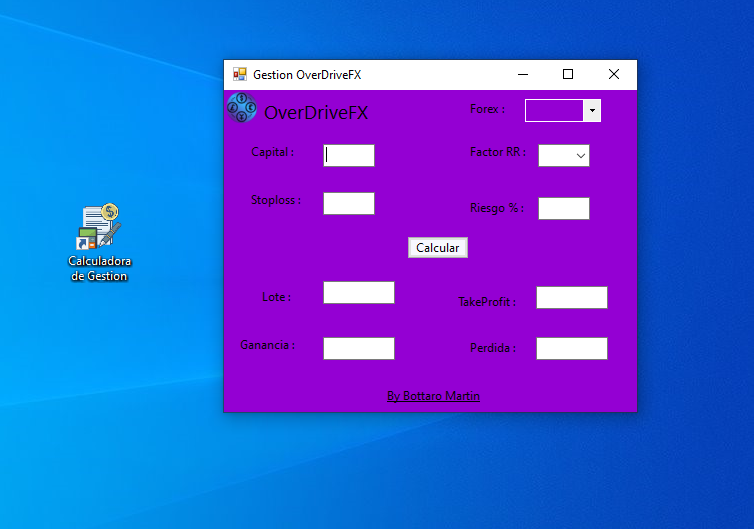 Gestion OverDriveFX
OverDriveFX
Forex :
Capital :
Factor RR :
Stoploss :
Riesgo % :
Calcular
Calculadora
de Gestion
Lote :
TakeProfit :
Ganancia :
Perdida :
By Bottaro Martin